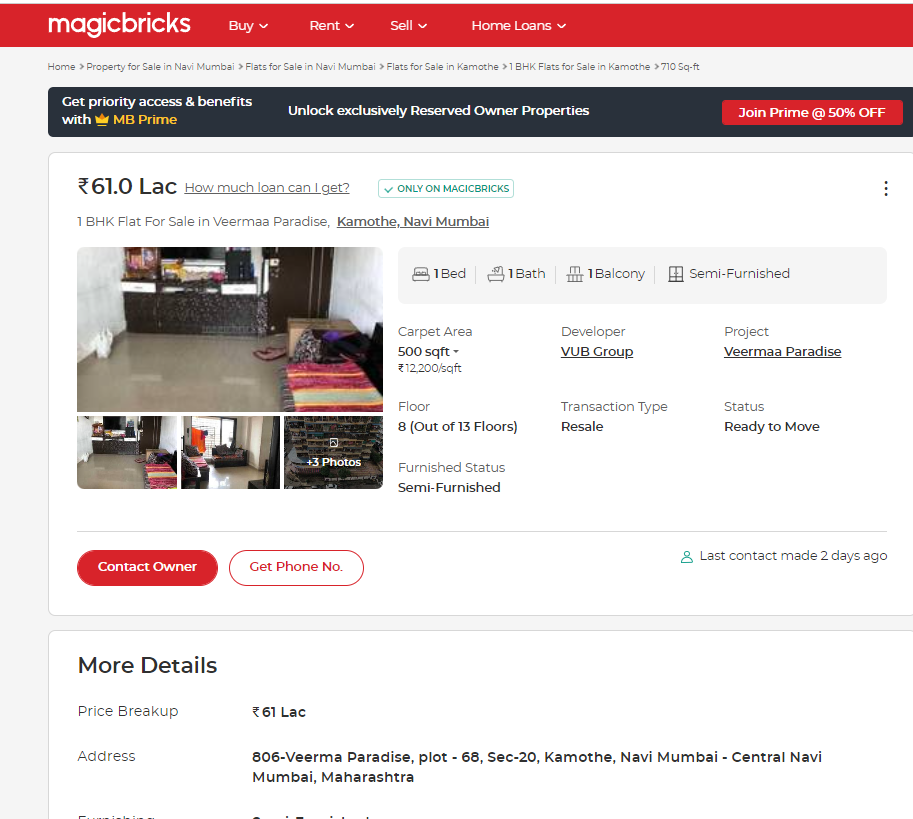 magicbricks
Buy Rent Sell Home Loans
Home > Property for Sale in Navi Mumbai > Flats for Sale in Navi Mumbai > Flats for Sale in Kamothe > 1 BHK Flats for Sale in Kamothe > 710 Sq-ft
Get priority access & benefits
with MB Prime
Unlock exclusively Reserved Owner Properties
Join Prime @ 50% OFF
₹61.0 Lac How much loan can I get? ONLY ON MAGICBRICKS
1 BHK Flat For Sale in Veermaa Paradise, Kamothe, Navi Mumbai
1 Bed 1 Bath 1 Balcony Semi-Furnished
Carpet Area
500 sqft
₹12,200/sqft
Developer
VUB Group
Project
Veermaa Paradise
Floor
8 (Out of 13 Floors)
Transaction Type
Resale
Status
Ready to Move
+3 Photos
Furnished Status
Semi-Furnished
Contact Owner Get Phone No. Last contact made 2 days ago
More Details
Price Breakup ₹61 Lac
Address 806-Veerma Paradise, plot - 68, Sec-20, Kamothe, Navi Mumbai - Central Navi
Mumbai, Maharashtra